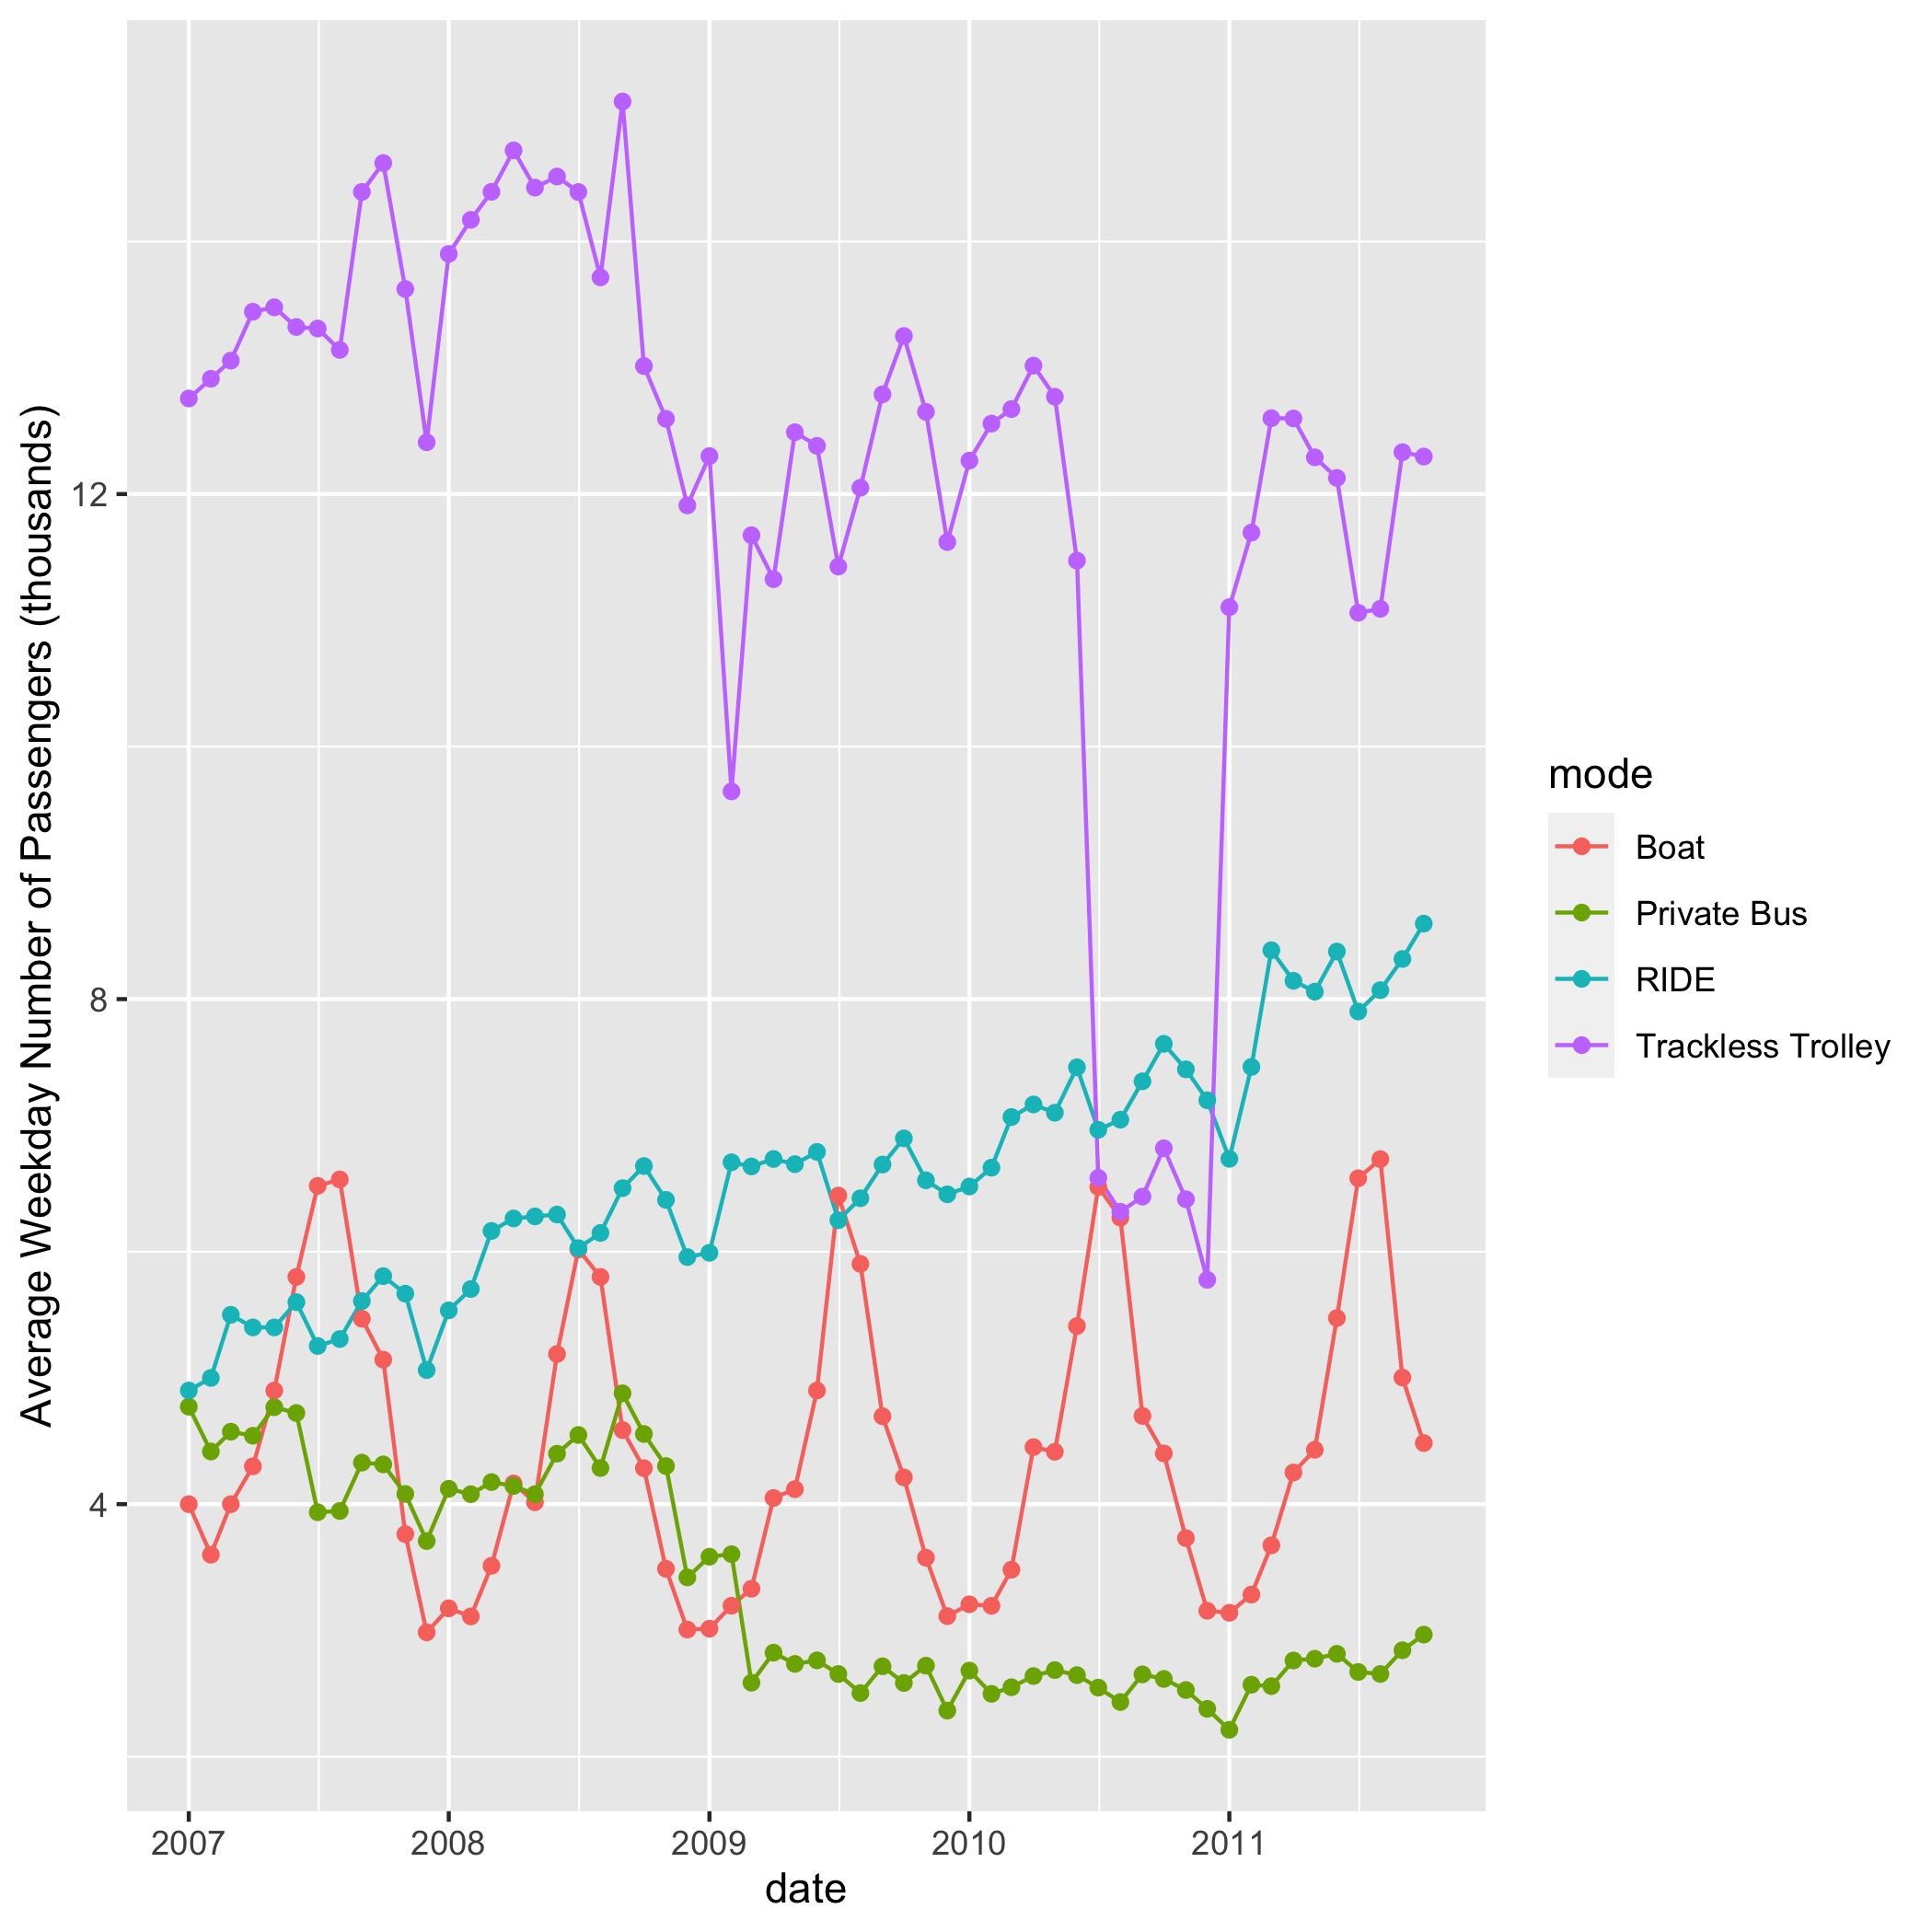 Average Weekday Number of Passengers (thousands)
12
8
4
2007
2008
2009
2010
2011
date
mode
Boat
Private Bus
RIDE
Trackless Trolley